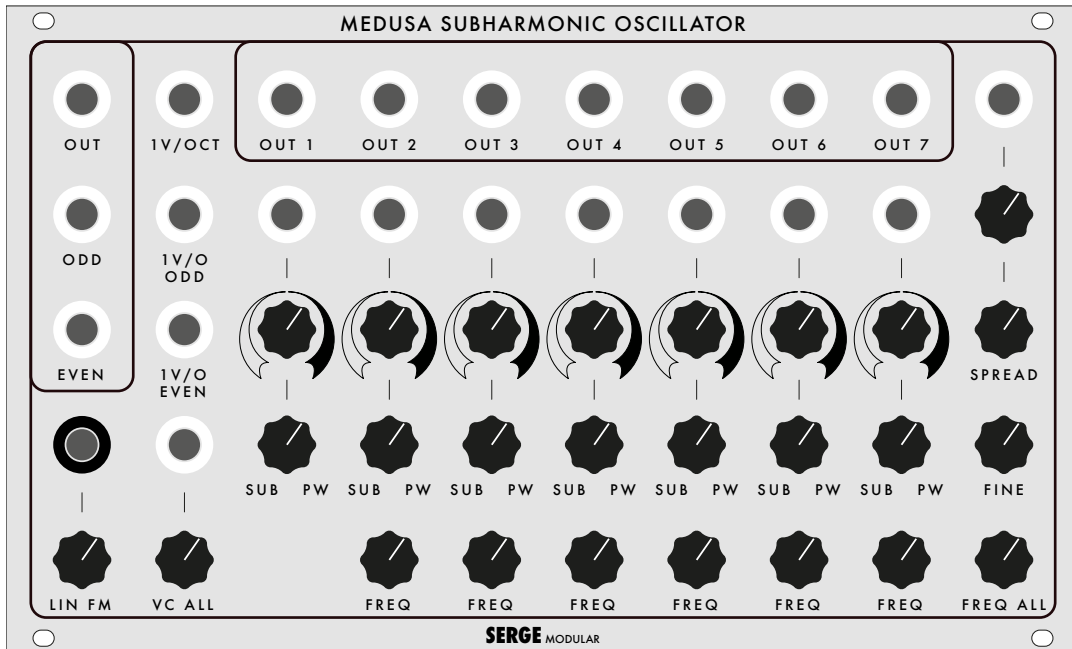 MEDUSA SUBHARMONIC OSCILLATOR
OUT 1V/OCT OUT 1 OUT 2 OUT 3 OUT 4 OUT 5 OUT 6 OUT 7
ODD 1V/O
ODD
EVEN 1V/O
EVEN SPREAD
SUB PW SUB PW SUB PW SUB PW SUB PW SUB PW SUB PW FINE
LIN FM VC ALL FREQ FREQ FREQ FREQ FREQ FREQ FREQ ALL
SERGE MODULAR